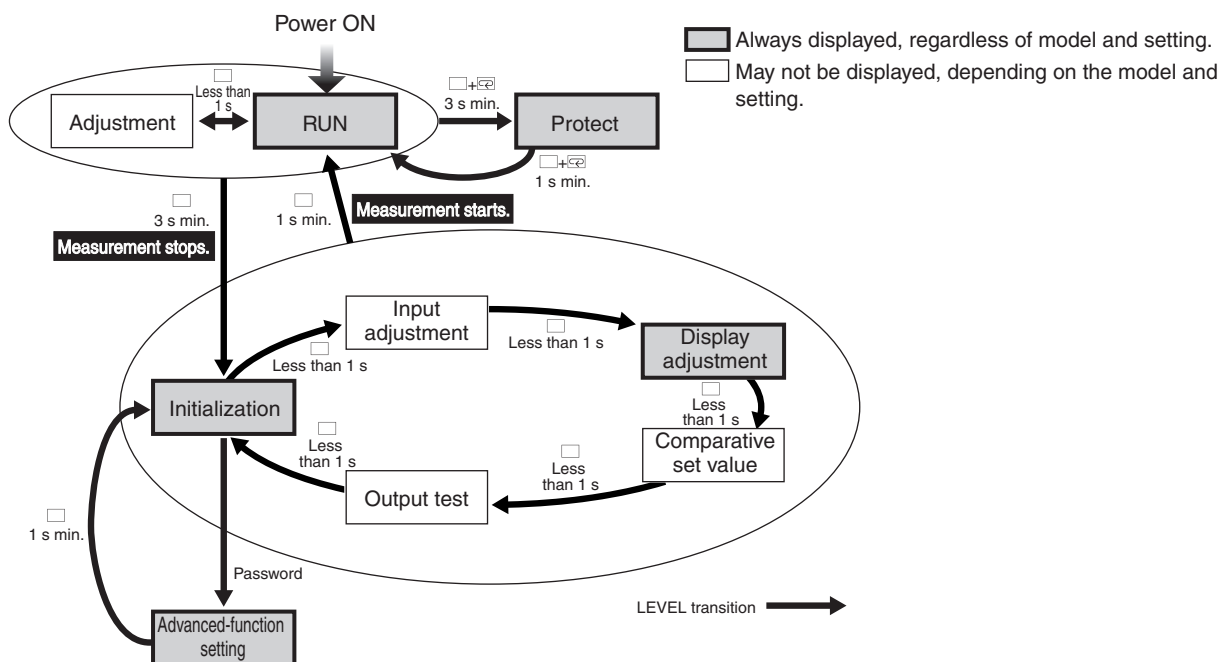 Power ON
Always displayed, regardless of model and setting.
May not be displayed, depending on the model and
setting.
Less than
1 s
Adjustment
RUN
+
3 s min.
Protect
+
1 s min.
3 s min.
Measurement stops.
1 s min.
Measurement starts.
Input
adjustment
Less than 1 s
Less than 1 s
Display
adjustment
Less
than 1 s
Initialization
Comparative
set value
Less
than 1 s
Less
than 1 s
Output test
1 s min.
Password
Advanced-function
setting
LEVEL transition